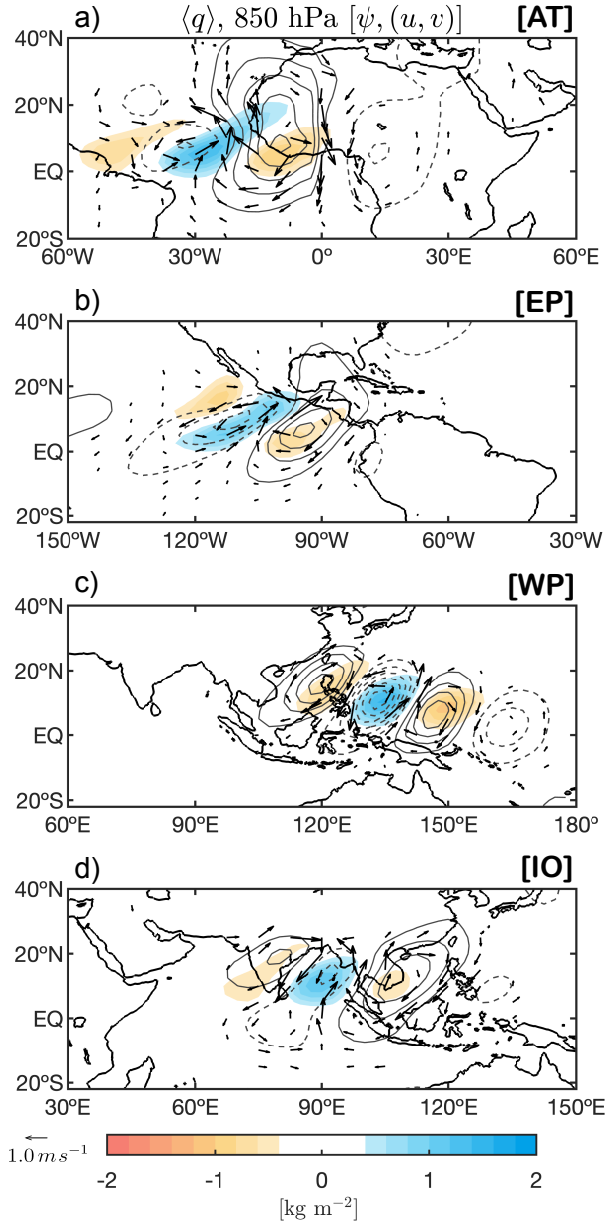 a) ⟨q⟩, 850 hPa [ψ, (u, v)] [AT]
40ºN
20ºN
EQ
20ºS
60ºW 30ºW 0º 30ºE 60ºE
b) [EP]
40ºN
20ºN
EQ
20ºS
150ºW 120ºW 90ºW 60ºW 30ºW
c) [WP]
40ºN
20ºN
EQ
20ºS
60ºE 90ºE 120ºE 150ºE 180º
d) [IO]
40ºN
20ºN
EQ
20ºS
30ºE 60ºE 90ºE 120ºE 150ºE
1.0 m s⁻¹
-2 -1 0 1 2
[kg m⁻²]